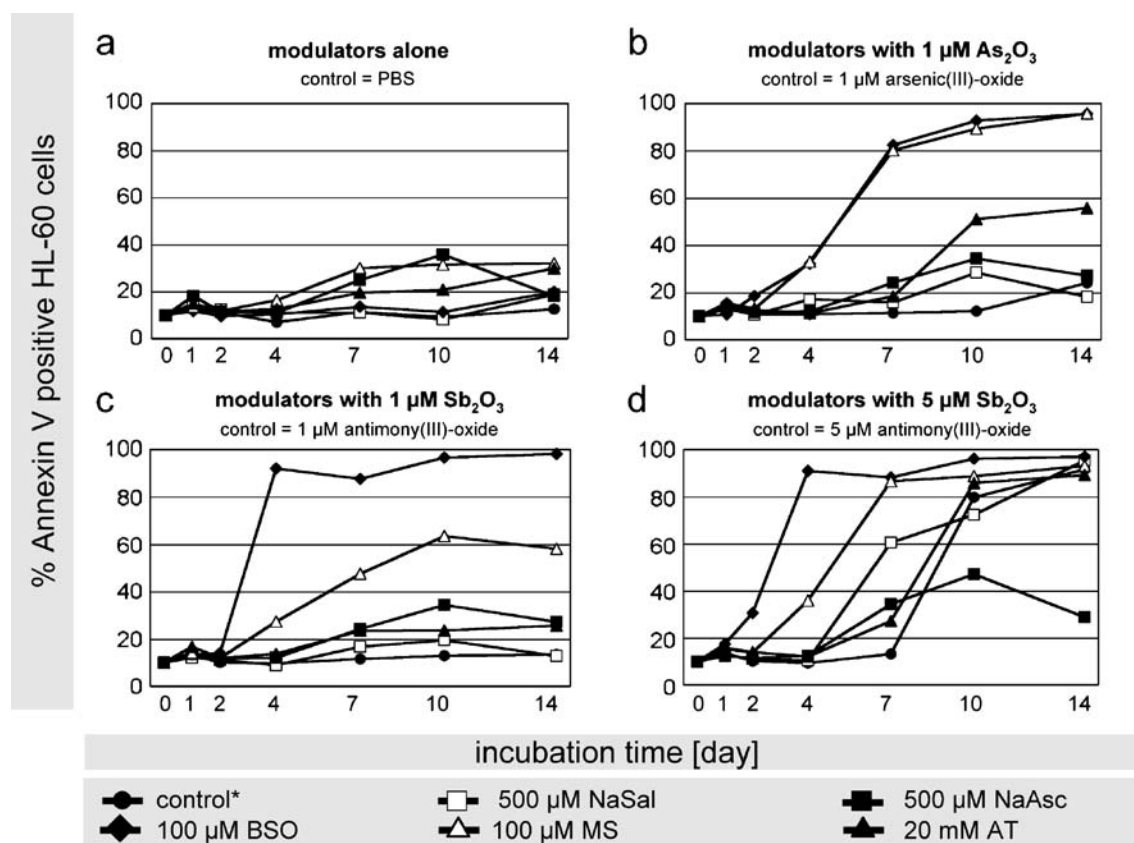 % Annexin V positive HL-60 cells
a
modulators alone
control = PBS
100
80
60
40
20
0
0 1 2 4 7 10 14
b
modulators with 1 µM As₂O₃
control = 1 µM arsenic(III)-oxide
100
80
60
40
20
0
0 1 2 4 7 10 14
c
modulators with 1 µM Sb₂O₃
control = 1 µM antimony(III)-oxide
100
80
60
40
20
0
0 1 2 4 7 10 14
d
modulators with 5 µM Sb₂O₃
control = 5 µM antimony(III)-oxide
100
80
60
40
20
0
0 1 2 4 7 10 14
incubation time [day]
control* 500 µM NaSal 500 µM NaAsc
100 µM BSO 100 µM MS 20 mM AT